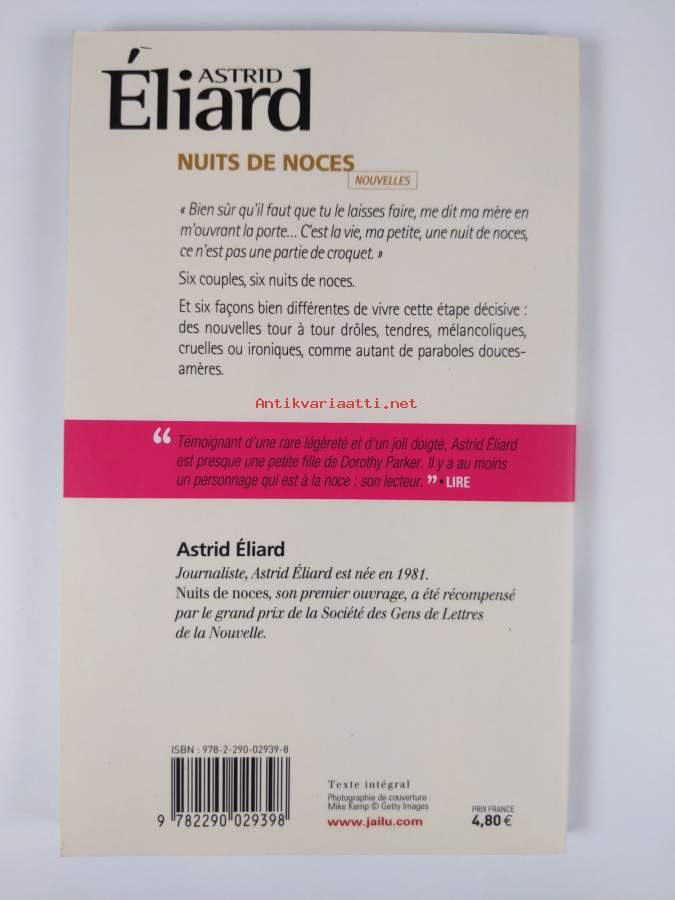 ASTRID
Éliard
NUITS DE NOCES
NOUVELLES
« Bien sûr qu'il faut que tu le laisses faire, me dit ma mère en
m'ouvrant la porte... C'est la vie, ma petite, une nuit de noces,
ce n'est pas une partie de croquet. »
Six couples, six nuits de noces.
Et six façons bien différentes de vivre cette étape décisive :
des nouvelles tour à tour drôles, tendres, mélancoliques,
cruelles ou ironiques, comme autant de paraboles douces-
amères.
Antikvariaatti.net
“ Témoignant d'une rare légèreté et d'un joli doigté, Astrid Éliard
est presque une petite fille de Dorothy Parker. Il y a au moins
un personnage qui est à la noce : son lecteur. ” • LIRE
Astrid Éliard
Journaliste, Astrid Éliard est née en 1981.
Nuits de noces, son premier ouvrage, a été récompensé
par le grand prix de la Société des Gens de Lettres
de la Nouvelle.
ISBN : 978-2-290-02939-8
9 782290 029398
Texte intégral
Photographie de couverture :
Mike Kemp © Getty Images
www.jailu.com
PRIX FRANCE
4,80 €